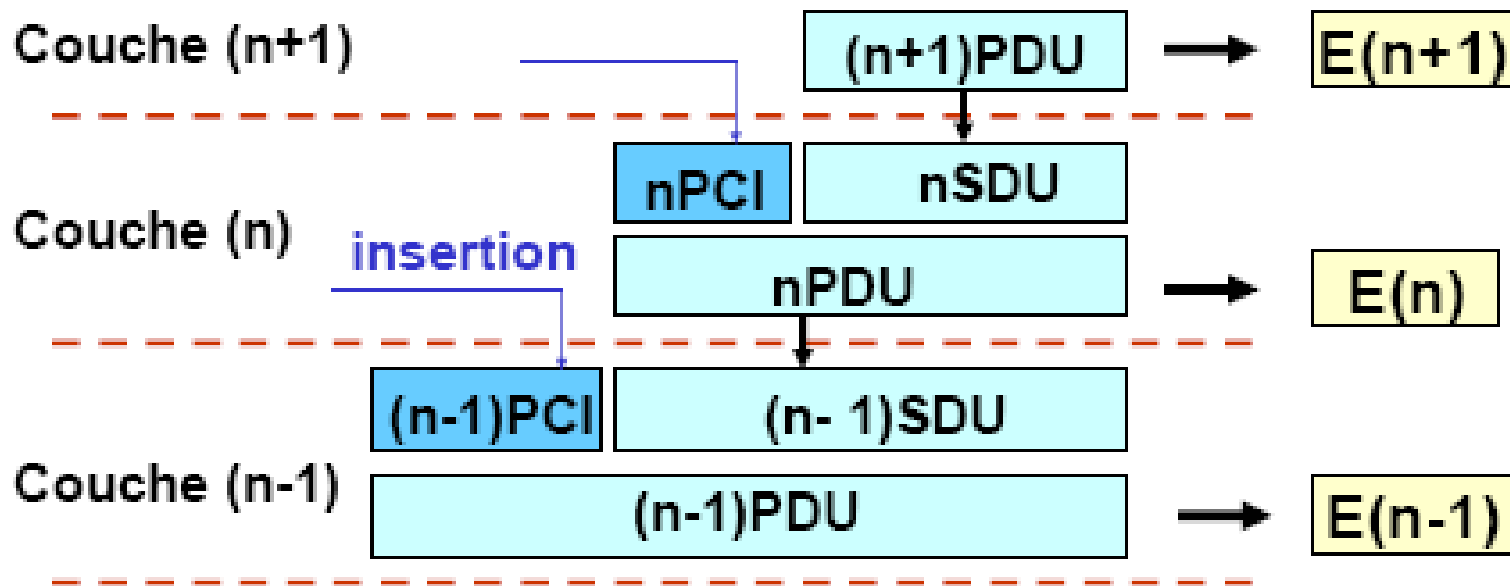 Couche (n+1)
(n+1)PDU
E(n+1)
nPCI
nSDU
Couche (n)
insertion
nPDU
E(n)
(n-1)PCI
(n- 1)SDU
Couche (n-1)
(n-1)PDU
E(n-1)